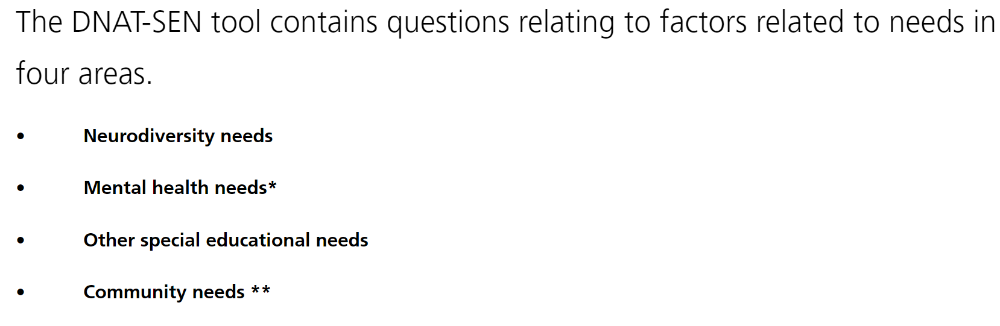 The DNAT-SEN tool contains questions relating to factors related to needs in
four areas.
• Neurodiversity needs
• Mental health needs*
• Other special educational needs
• Community needs **